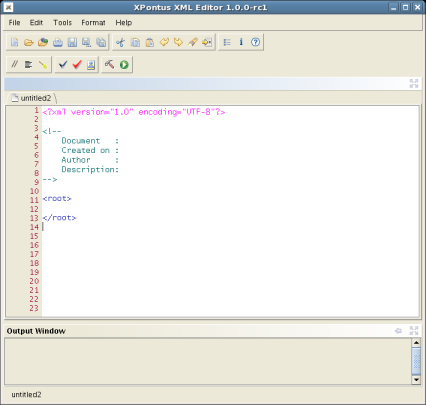 XPontus XML Editor 1.0.0-rc1
File Edit Tools Format Help
untitled2
1 <?xml version="1.0" encoding="UTF-8"?>
2
3 <!--
4 Document :
5 Created on :
6 Author :
7 Description:
8 -->
9
10 <root>
11
12 </root>
13
14
15
16
17
18
19
20
21
22
23
Output Window
untitled2